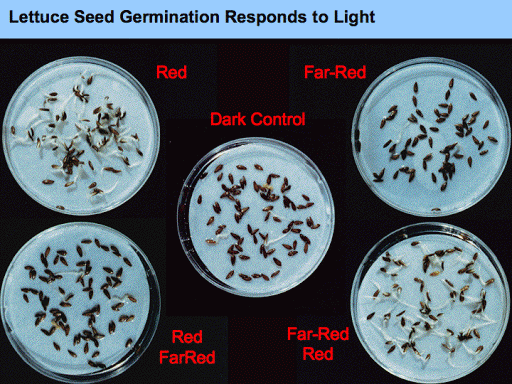 Lettuce Seed Germination Responds to Light
Red
Far-Red
Dark Control
Red
FarRed
Far-Red
Red